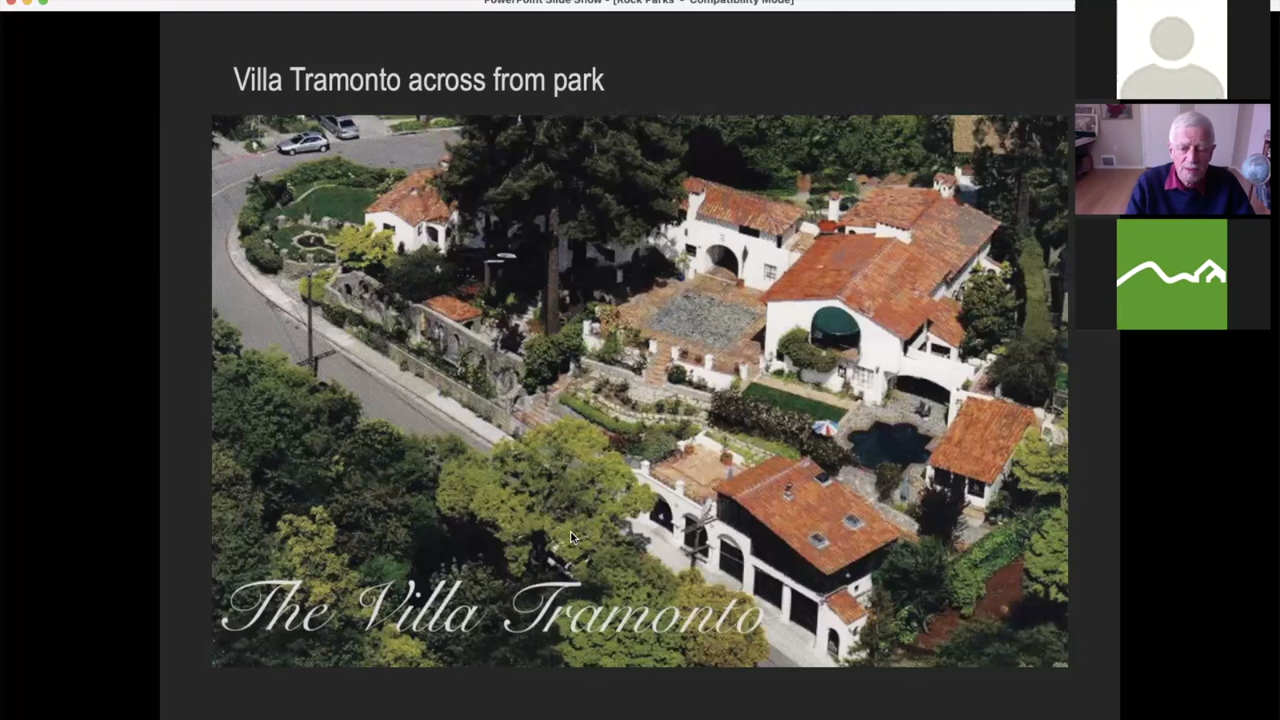 PowerPoint Slide Show - [Rock Parks - Compatibility Mode]
Villa Tramonto across from park
The Villa Tramonto